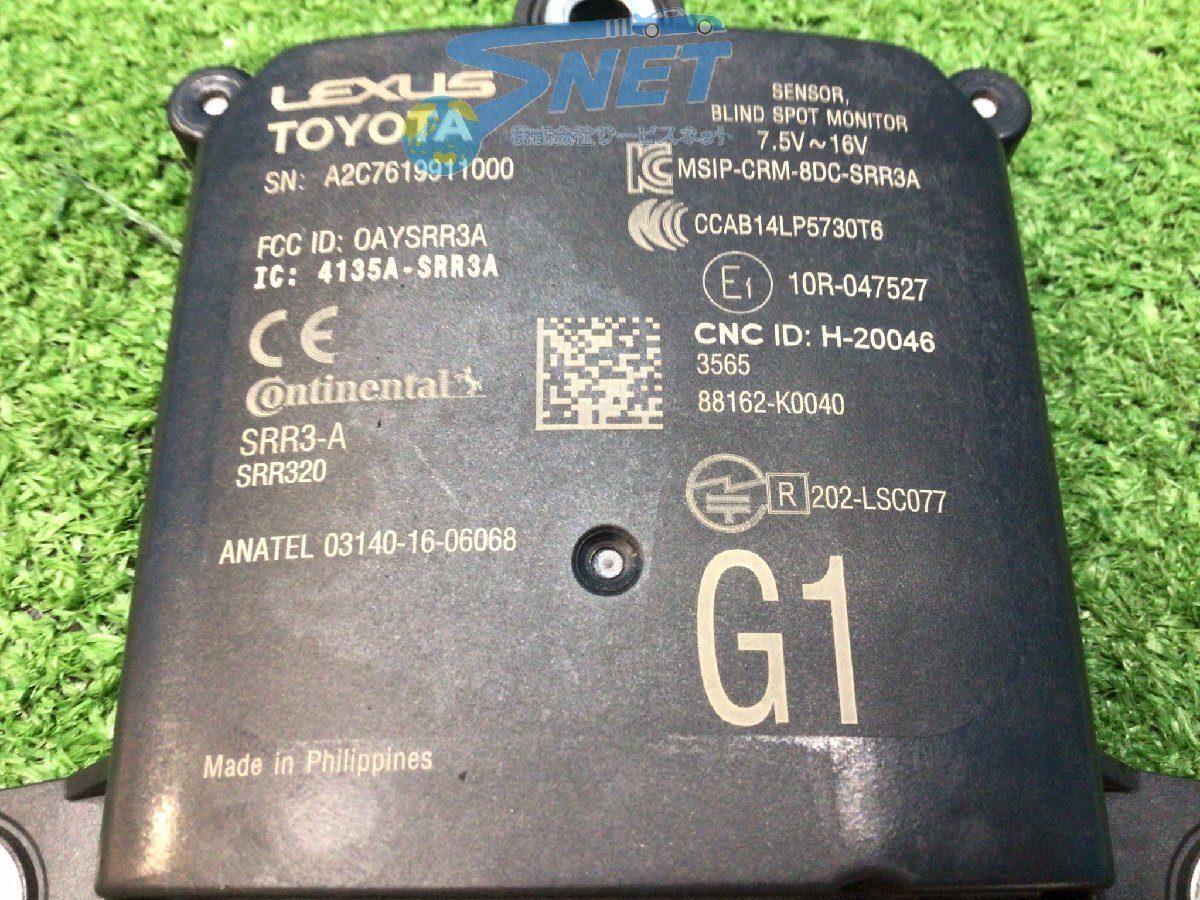 SNET
株式会社サービスネット
LEXUS
TOYOTA
SN: A2C7619911000
FCC ID: OAYSRR3A
IC: 4135A-SRR3A
CE
Continental
SRR3-A
SRR320
ANATEL 03140-16-06068
Made in Philippines
SENSOR,
BLIND SPOT MONITOR
7.5V~16V
MSIP-CRM-8DC-SRR3A
CCAB14LP5730T6
E1 10R-047527
CNC ID: H-20046
3565
88162-K0040
R 202-LSC077
G1